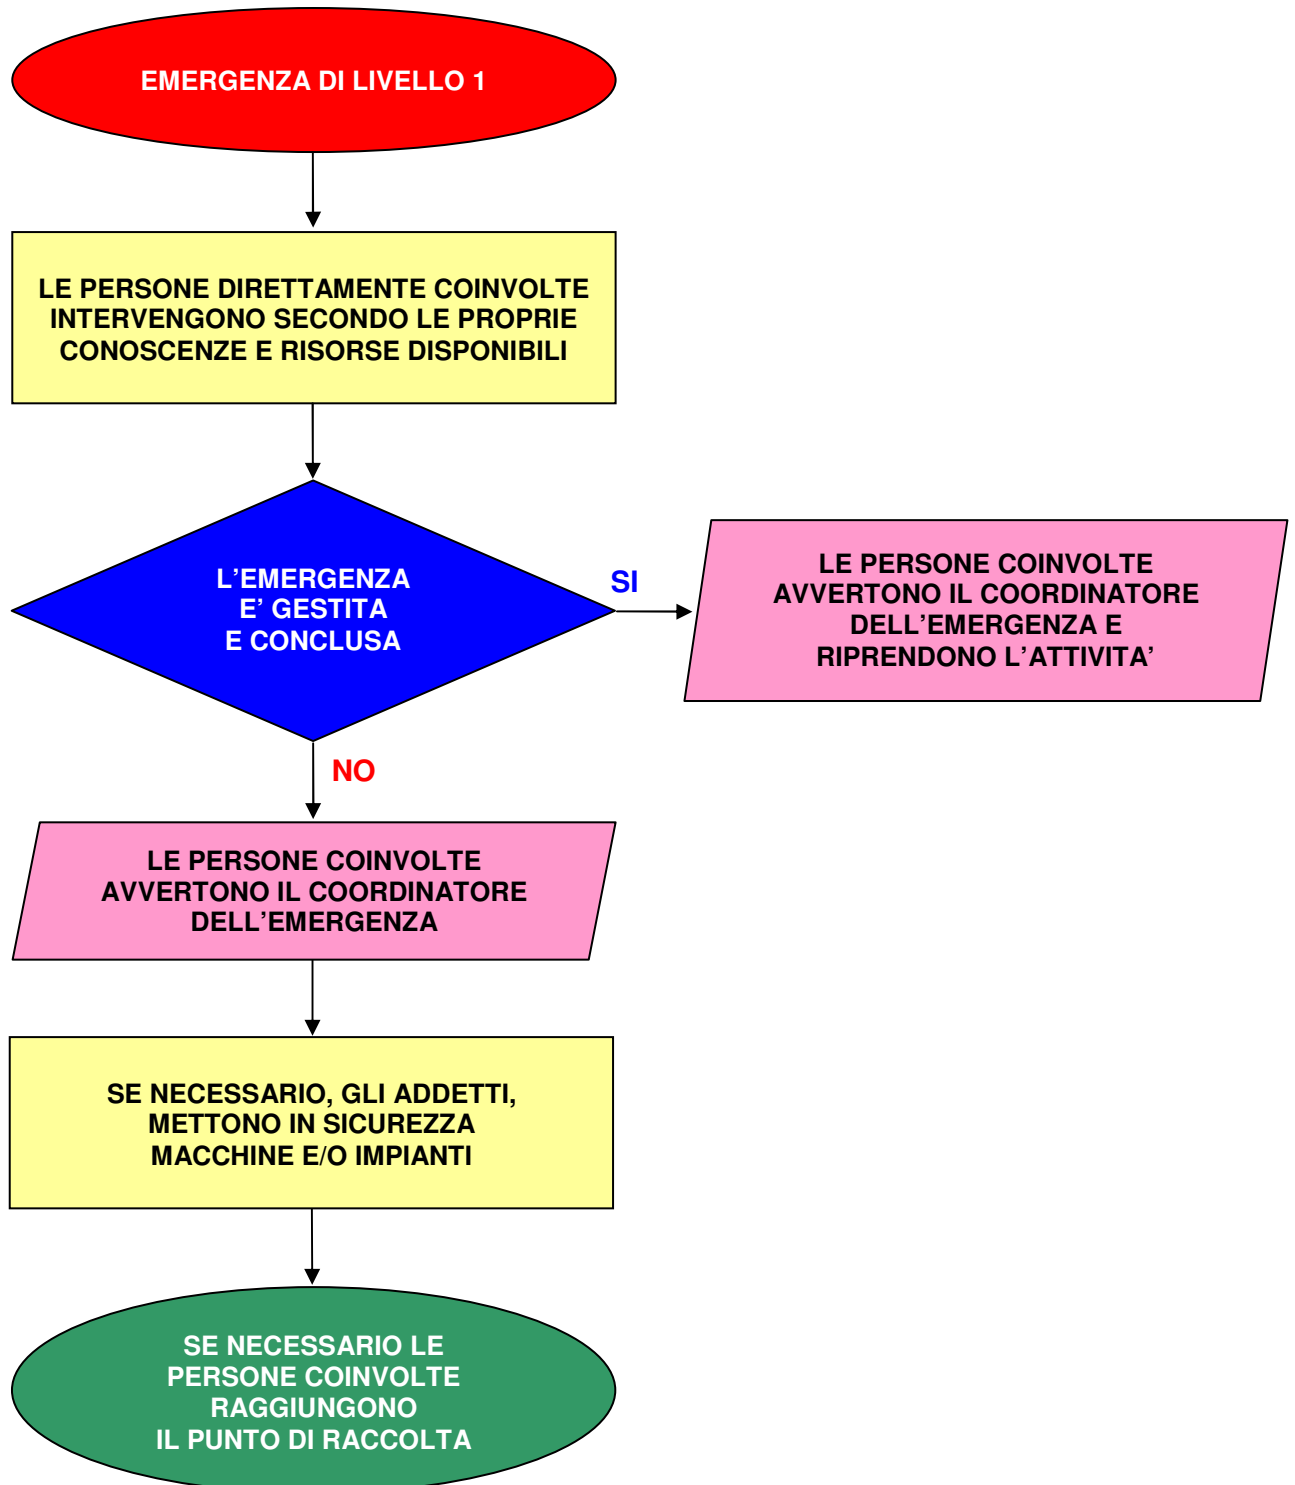 EMERGENZA DI LIVELLO 1
LE PERSONE DIRETTAMENTE COINVOLTE
INTERVENGONO SECONDO LE PROPRIE
CONOSCENZE E RISORSE DISPONIBILI
L’EMERGENZA
E’ GESTITA
E CONCLUSA
SI
LE PERSONE COINVOLTE
AVVERTONO IL COORDINATORE
DELL’EMERGENZA E
RIPRENDONO L’ATTIVITA’
NO
LE PERSONE COINVOLTE
AVVERTONO IL COORDINATORE
DELL’EMERGENZA
SE NECESSARIO, GLI ADDETTI,
METTONO IN SICUREZZA
MACCHINE E/O IMPIANTI
SE NECESSARIO LE
PERSONE COINVOLTE
RAGGIUNGONO
IL PUNTO DI RACCOLTA